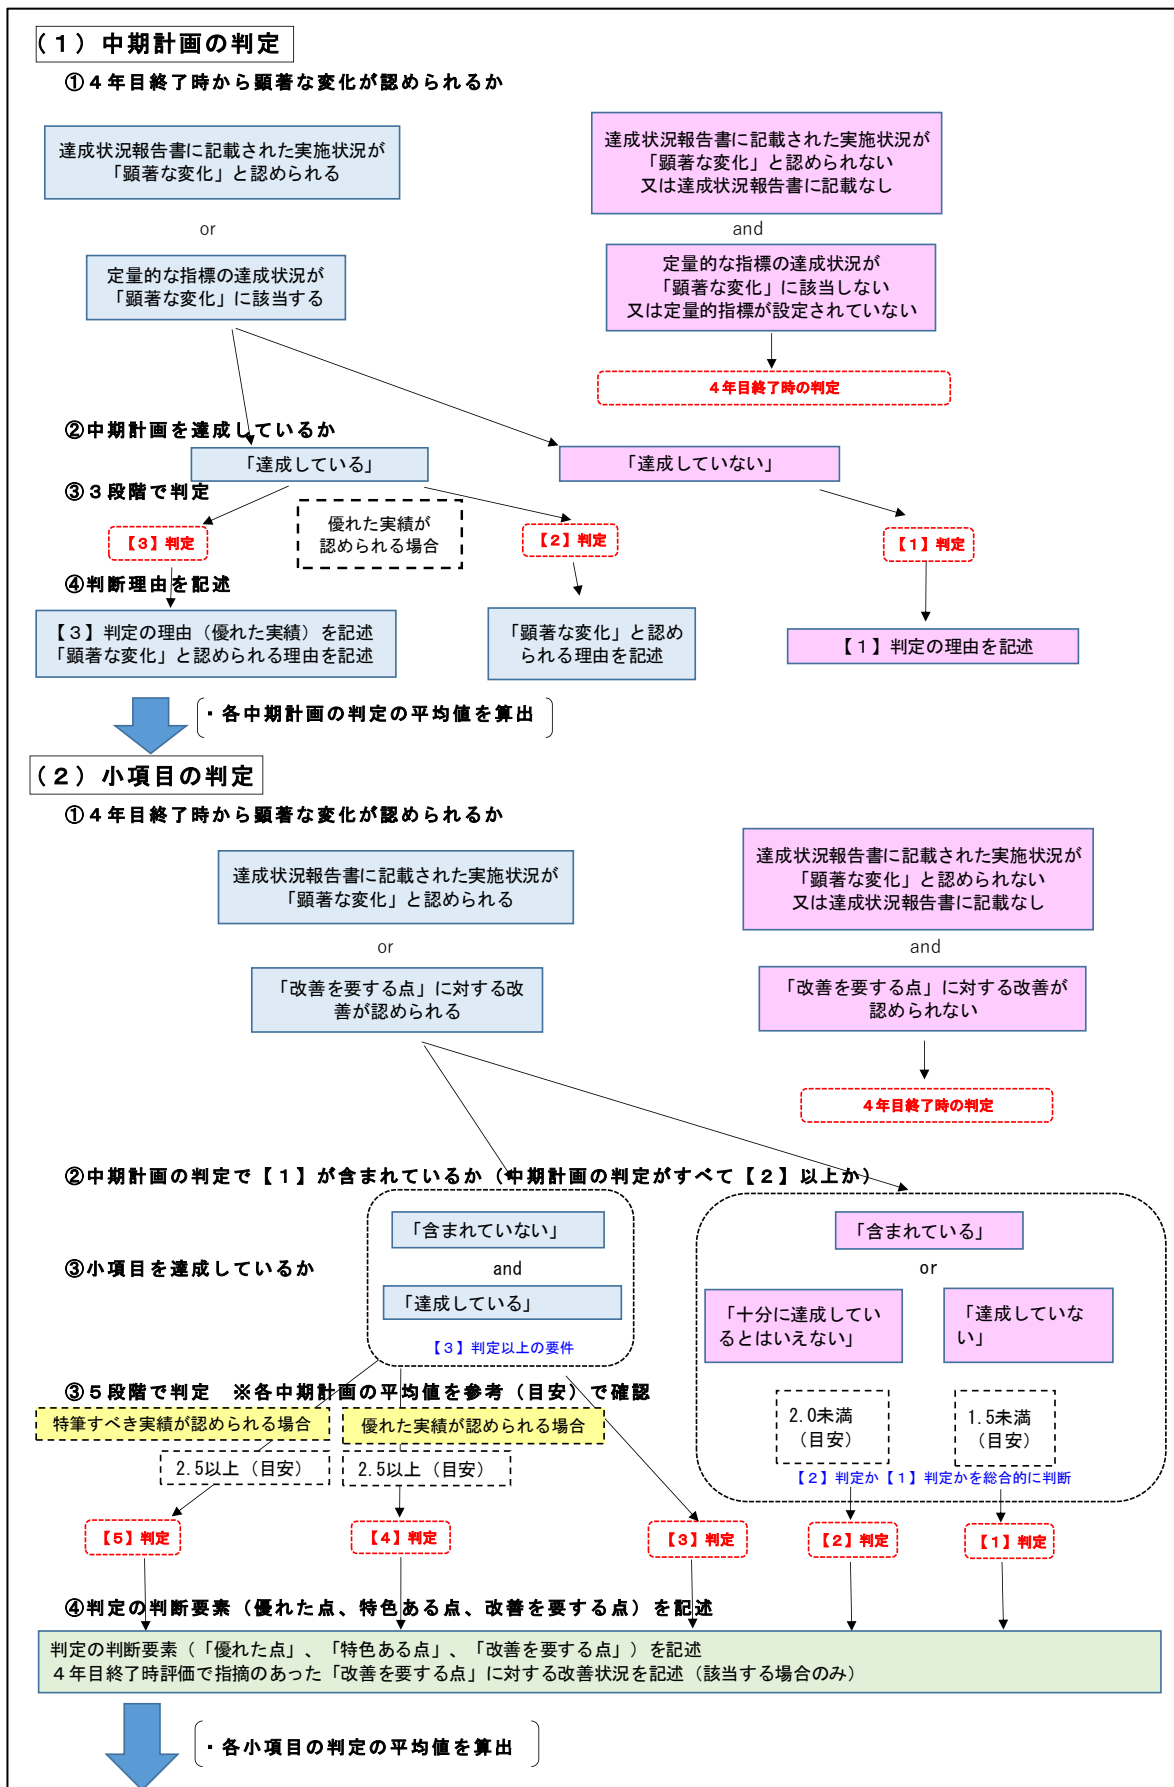 （１）中期計画の判定
①４年目終了時から顕著な変化が認められるか
達成状況報告書に記載された実施状況が
「顕著な変化」と認められる
達成状況報告書に記載された実施状況が
「顕著な変化」と認められない
又は達成状況報告書に記載なし
or
and
定量的な指標の達成状況が
「顕著な変化」に該当する
定量的な指標の達成状況が
「顕著な変化」に該当しない
又は定量的指標が設定されていない
４年目終了時の判定
②中期計画を達成しているか
「達成している」
「達成していない」
③３段階で判定
優れた実績が
認められる場合
【３】判定
【２】判定
【１】判定
④判断理由を記述
【３】判定の理由（優れた実績）を記述
「顕著な変化」と認められる理由を記述
「顕著な変化」と認め
られる理由を記述
【１】判定の理由を記述
・各中期計画の判定の平均値を算出
（２）小項目の判定
①４年目終了時から顕著な変化が認められるか
達成状況報告書に記載された実施状況が
「顕著な変化」と認められる
達成状況報告書に記載された実施状況が
「顕著な変化」と認められない
又は達成状況報告書に記載なし
or
and
「改善を要する点」に対する改
善が認められる
「改善を要する点」に対する改善が
認められない
４年目終了時の判定
②中期計画の判定で【１】が含まれているか（中期計画の判定がすべて【２】以上か）
「含まれていない」
「含まれている」
③小項目を達成しているか
and
or
「達成している」
「十分に達成してい
るとはいえない」
「達成していな
い」
【３】判定以上の要件
③５段階で判定　※各中期計画の平均値を参考（目安）で確認
特筆すべき実績が認められる場合
優れた実績が認められる場合
2.0未満
（目安）
1.5未満
（目安）
2.5以上（目安）
2.5以上（目安）
【２】判定か【１】判定かを総合的に判断
【５】判定
【４】判定
【３】判定
【２】判定
【１】判定
④判定の判断要素（優れた点、特色ある点、改善を要する点）を記述
判定の判断要素（「優れた点」、「特色ある点」、「改善を要する点」）を記述
４年目終了時評価で指摘のあった「改善を要する点」に対する改善状況を記述（該当する場合のみ）
・各小項目の判定の平均値を算出